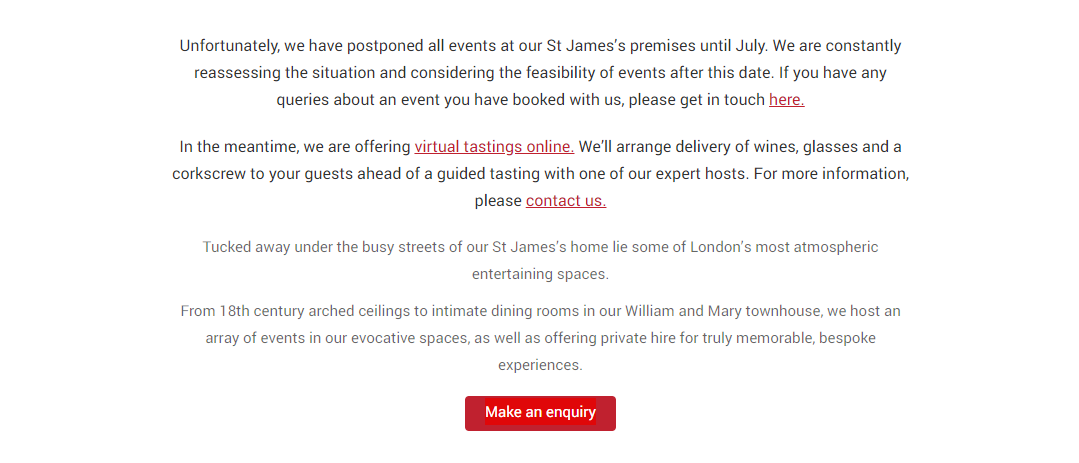 Unfortunately, we have postponed all events at our St James’s premises until July. We are constantly
reassessing the situation and considering the feasibility of events after this date. If you have any
queries about an event you have booked with us, please get in touch here.
In the meantime, we are offering virtual tastings online. We’ll arrange delivery of wines, glasses and a
corkscrew to your guests ahead of a guided tasting with one of our expert hosts. For more information,
please contact us.
Tucked away under the busy streets of our St James’s home lie some of London’s most atmospheric
entertaining spaces.
From 18th century arched ceilings to intimate dining rooms in our William and Mary townhouse, we host an
array of events in our evocative spaces, as well as offering private hire for truly memorable, bespoke
experiences.
Make an enquiry